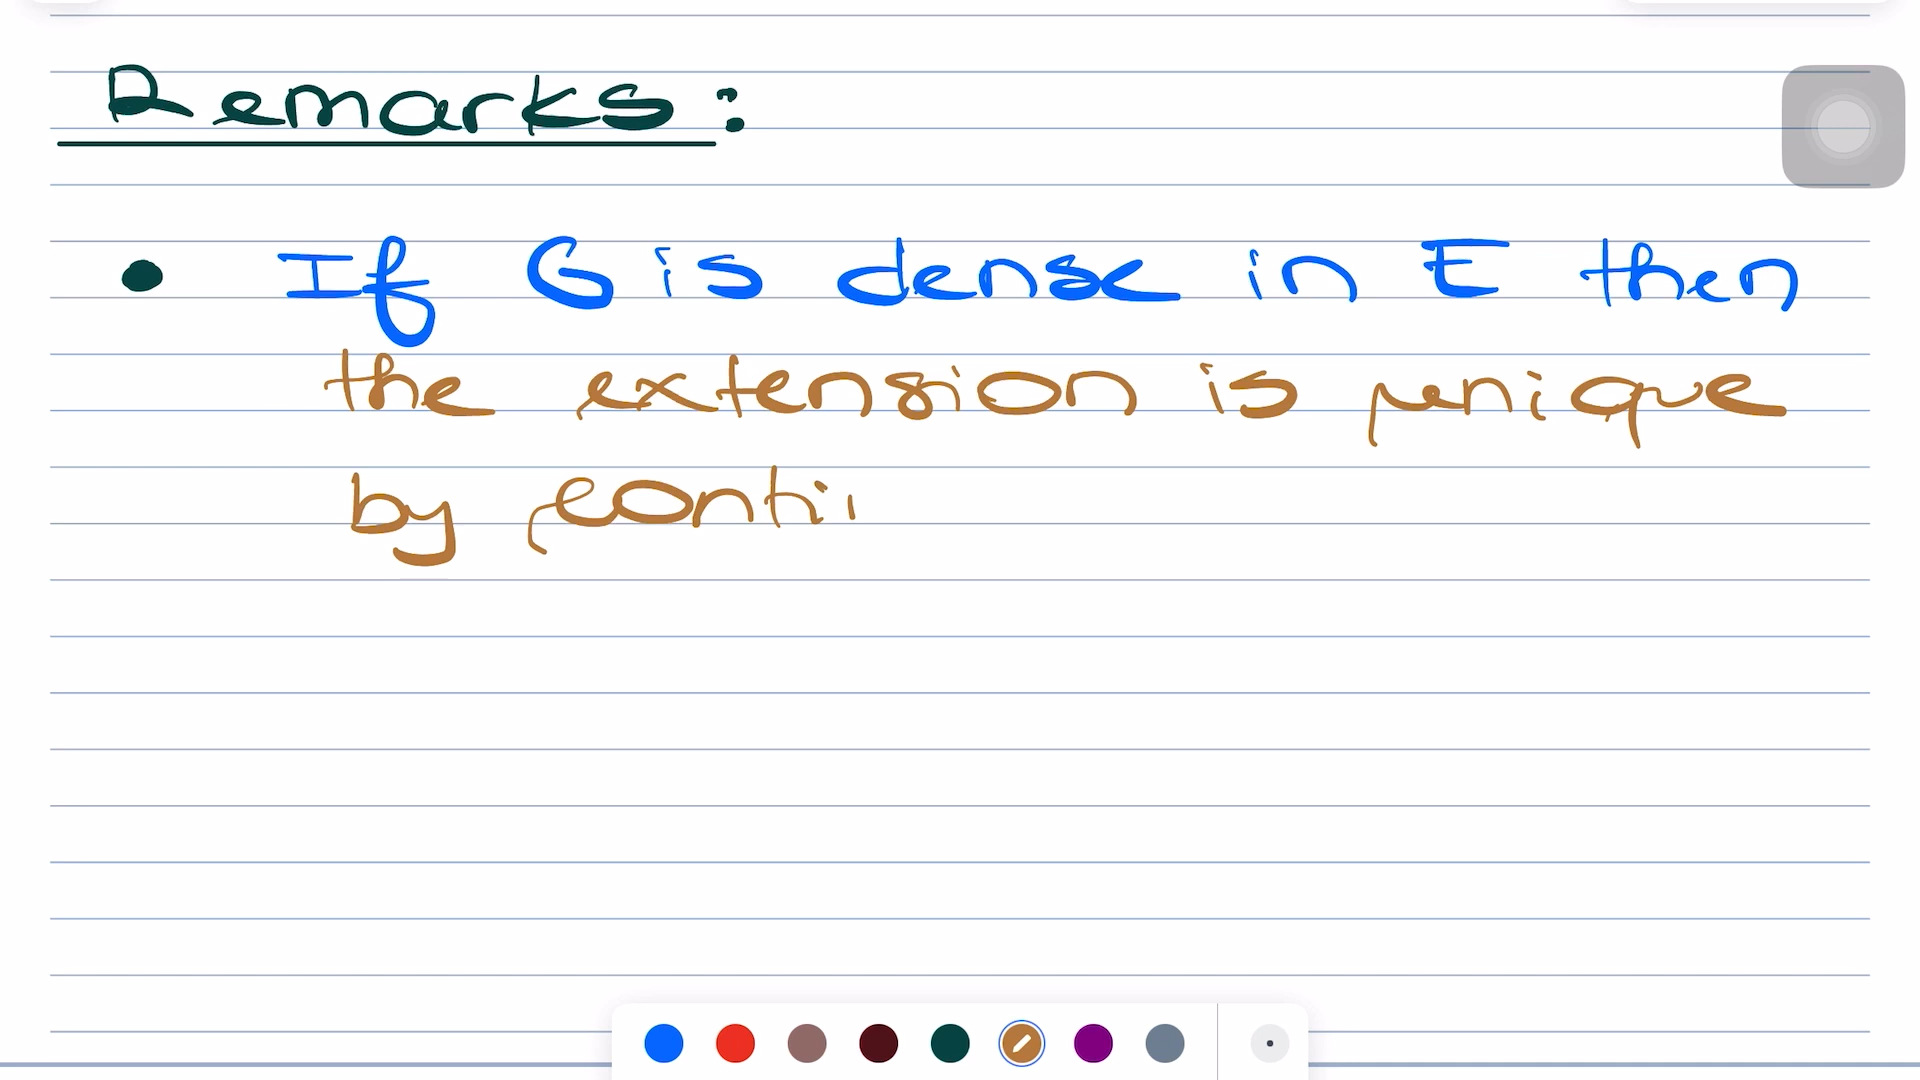 Remarks:
• If G is dense in E then
the extension is unique
by conti